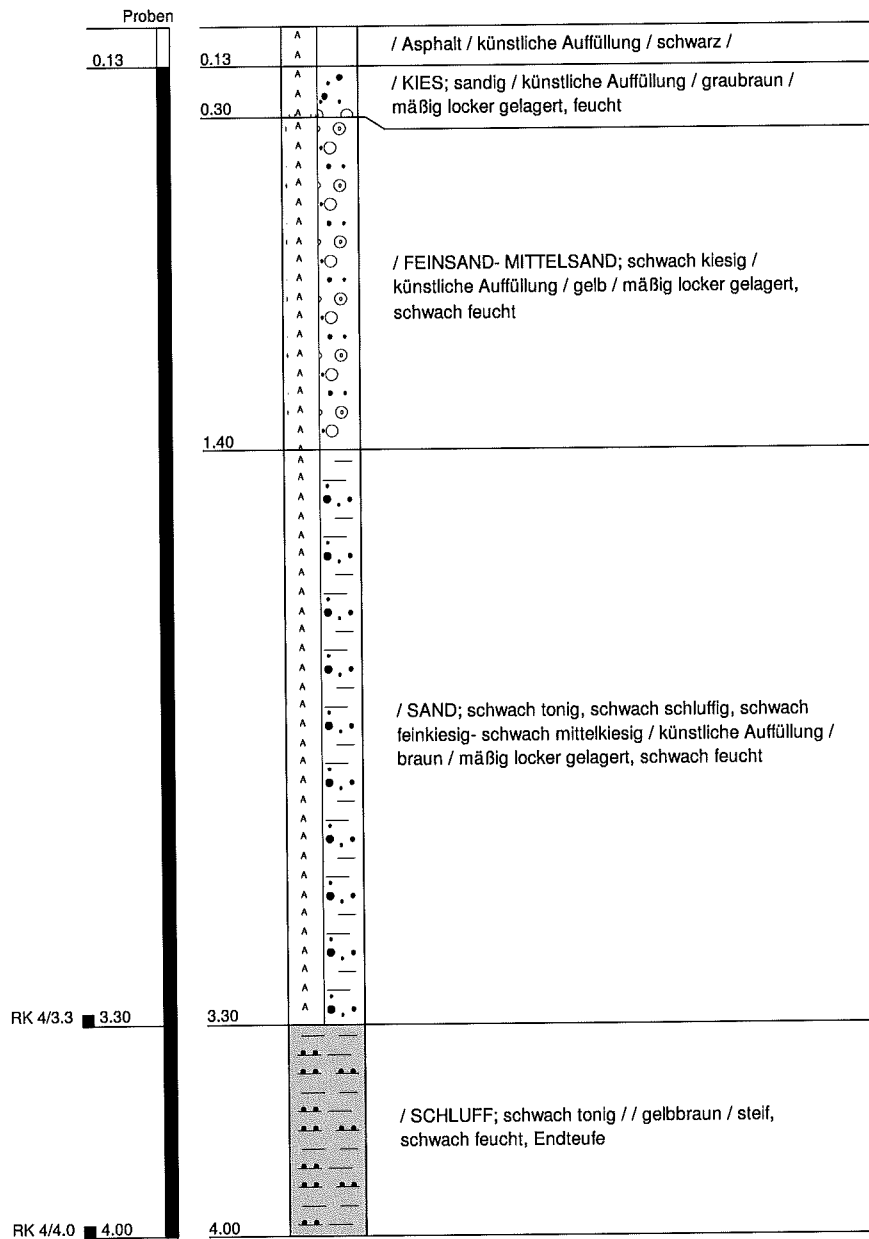 Proben
0.13
0.13
/ Asphalt / künstliche Auffüllung / schwarz /
/ KIES; sandig / künstliche Auffüllung / graubraun /
mäßig locker gelagert, feucht
0.30
/ FEINSAND- MITTELSAND; schwach kiesig /
künstliche Auffüllung / gelb / mäßig locker gelagert,
schwach feucht
1.40
/ SAND; schwach tonig, schwach schluffig, schwach
feinkiesig- schwach mittelkiesig / künstliche Auffüllung /
braun / mäßig locker gelagert, schwach feucht
RK 4/3.3 3.30
3.30
/ SCHLUFF; schwach tonig / / gelbbraun / steif,
schwach feucht, Endteufe
RK 4/4.0 4.00
4.00